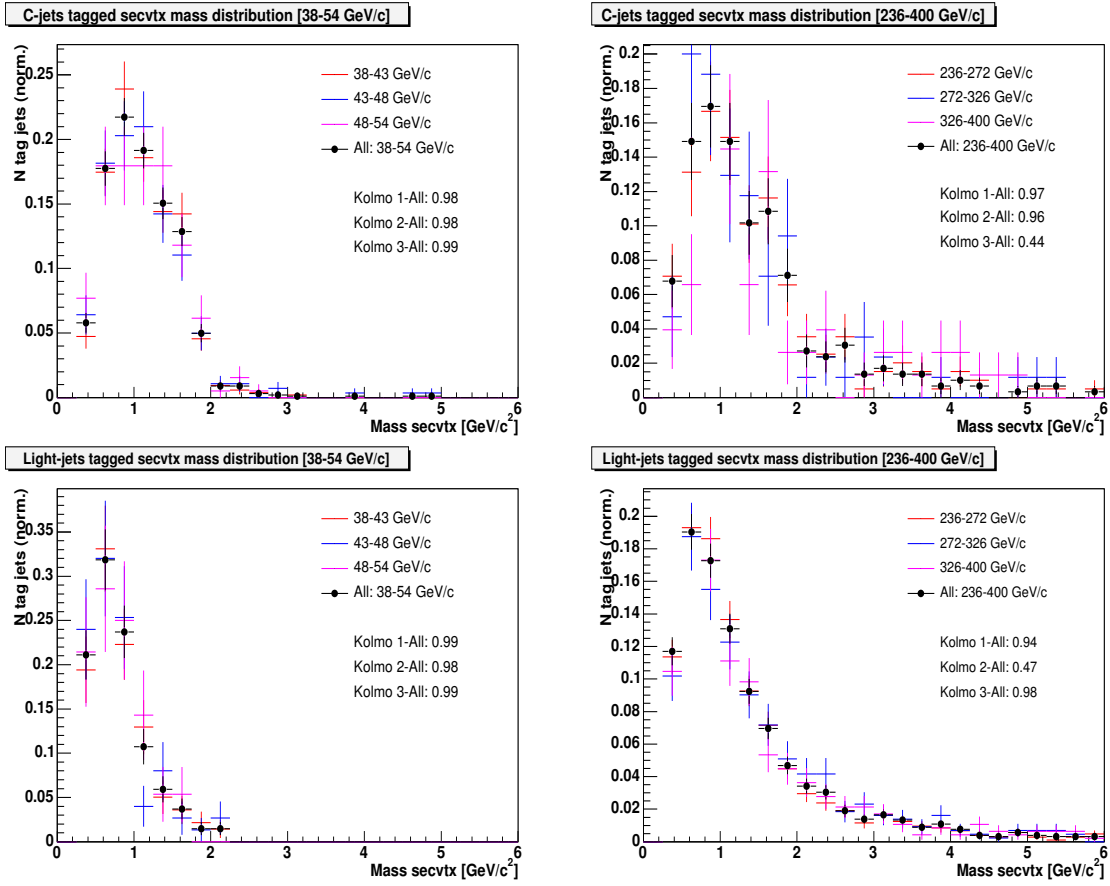 C-jets tagged secvtx mass distribution [38-54 GeV/c]
N tag jets (norm.)
0.25
0.2
0.15
0.1
0.05
0
38-43 GeV/c
43-48 GeV/c
48-54 GeV/c
All: 38-54 GeV/c
Kolmo 1-All: 0.98
Kolmo 2-All: 0.98
Kolmo 3-All: 0.99
0 1 2 3 4 5 6
Mass secvtx [GeV/c²]
C-jets tagged secvtx mass distribution [236-400 GeV/c]
N tag jets (norm.)
0.2
0.18
0.16
0.14
0.12
0.1
0.08
0.06
0.04
0.02
0
236-272 GeV/c
272-326 GeV/c
326-400 GeV/c
All: 236-400 GeV/c
Kolmo 1-All: 0.97
Kolmo 2-All: 0.96
Kolmo 3-All: 0.44
0 1 2 3 4 5 6
Mass secvtx [GeV/c²]
Light-jets tagged secvtx mass distribution [38-54 GeV/c]
N tag jets (norm.)
0.35
0.3
0.25
0.2
0.15
0.1
0.05
0
38-43 GeV/c
43-48 GeV/c
48-54 GeV/c
All: 38-54 GeV/c
Kolmo 1-All: 0.99
Kolmo 2-All: 0.98
Kolmo 3-All: 0.99
0 1 2 3 4 5 6
Mass secvtx [GeV/c²]
Light-jets tagged secvtx mass distribution [236-400 GeV/c]
N tag jets (norm.)
0.2
0.18
0.16
0.14
0.12
0.1
0.08
0.06
0.04
0.02
0
236-272 GeV/c
272-326 GeV/c
326-400 GeV/c
All: 236-400 GeV/c
Kolmo 1-All: 0.94
Kolmo 2-All: 0.47
Kolmo 3-All: 0.98
0 1 2 3 4 5 6
Mass secvtx [GeV/c²]